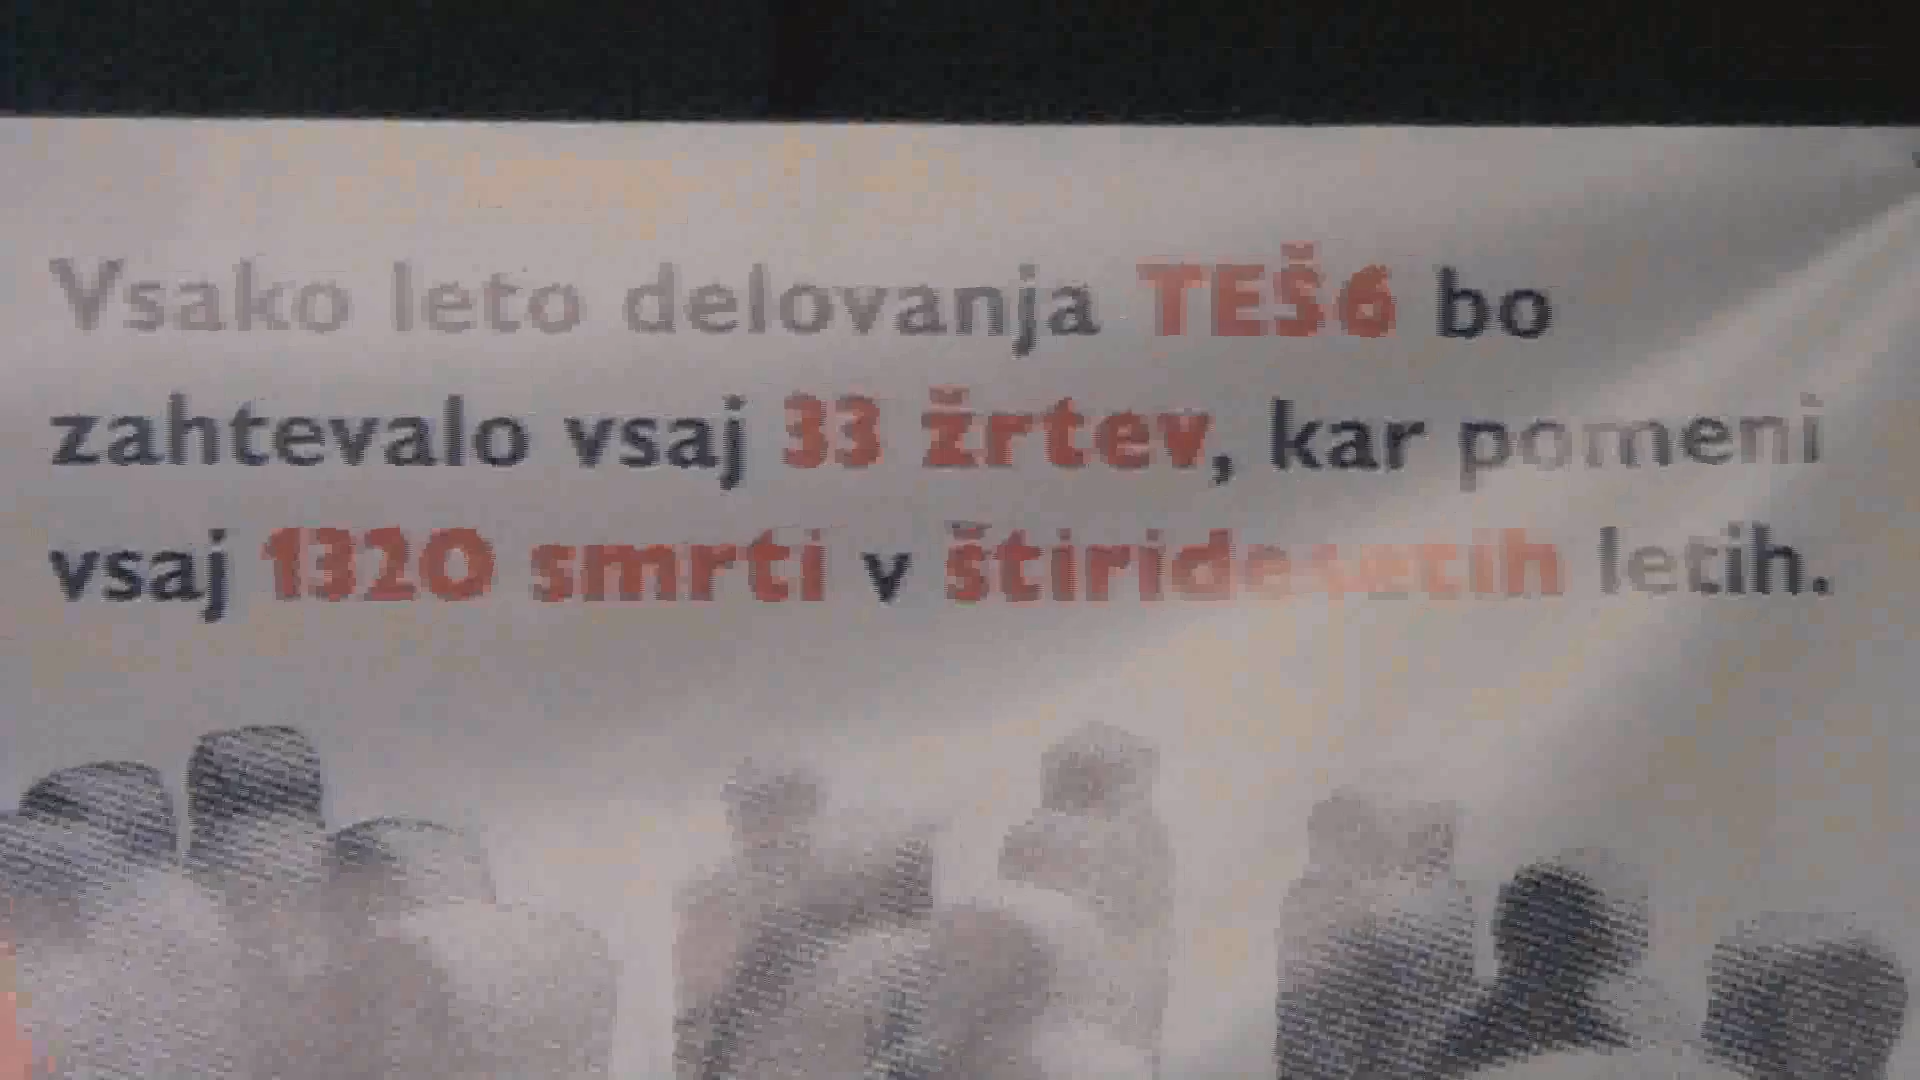 Vsako leto delovanja TEŠ6 bo
zahtevalo vsaj 33 žrtev, kar pomeni
vsaj 1320 smrti v štiridesetih letih.